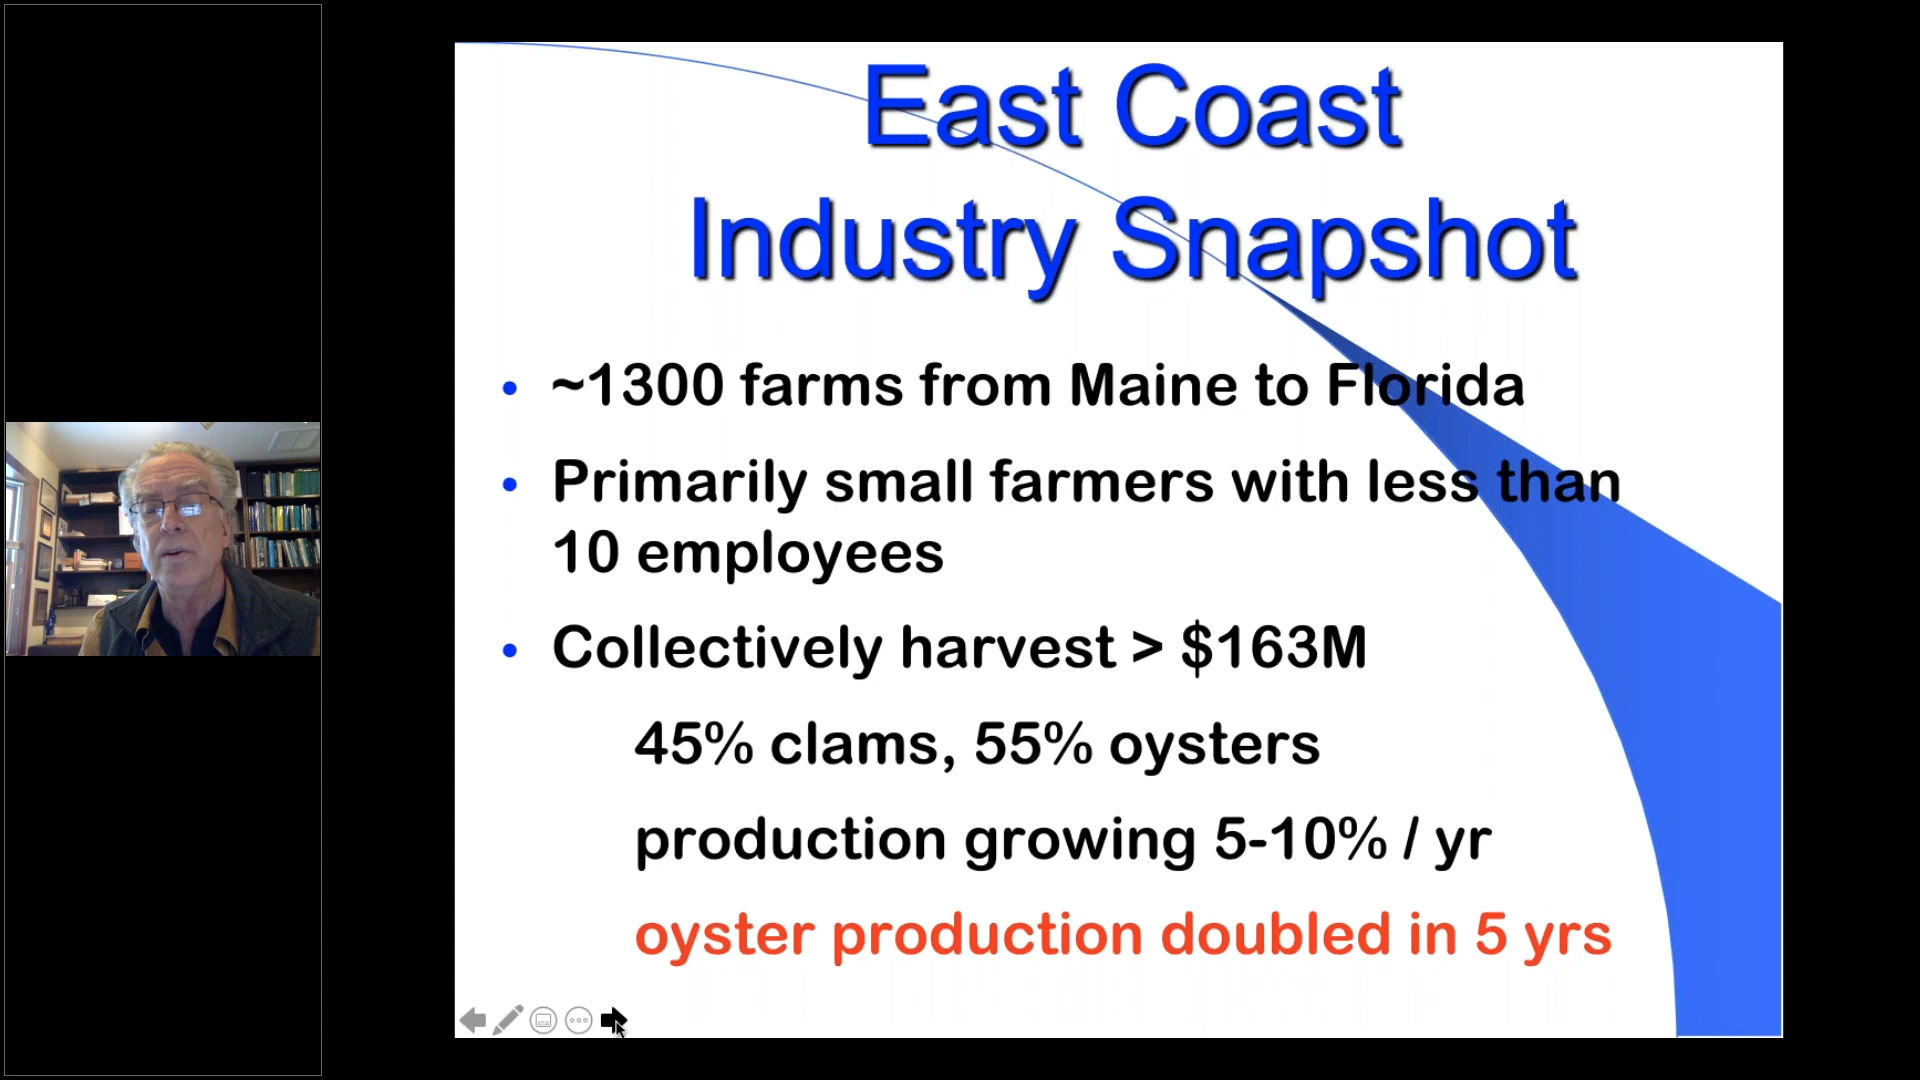 East Coast
Industry Snapshot
• ~1300 farms from Maine to Florida
• Primarily small farmers with less than
10 employees
• Collectively harvest > $163M
45% clams, 55% oysters
production growing 5-10% / yr
oyster production doubled in 5 yrs